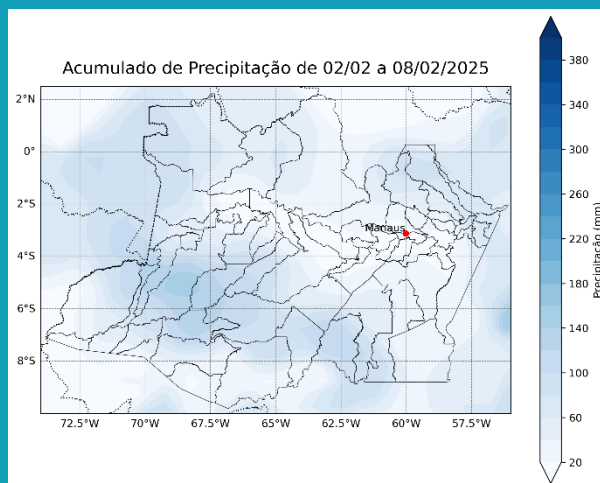 Acumulado de Precipitação de 02/02 a 08/02/2025
2°N
0°
2°S
4°S
6°S
8°S
72.5°W 70°W 67.5°W 65°W 62.5°W 60°W 57.5°W
Manaus
380
340
300
260
220
180
140
100
60
20
Precipitação (mm)